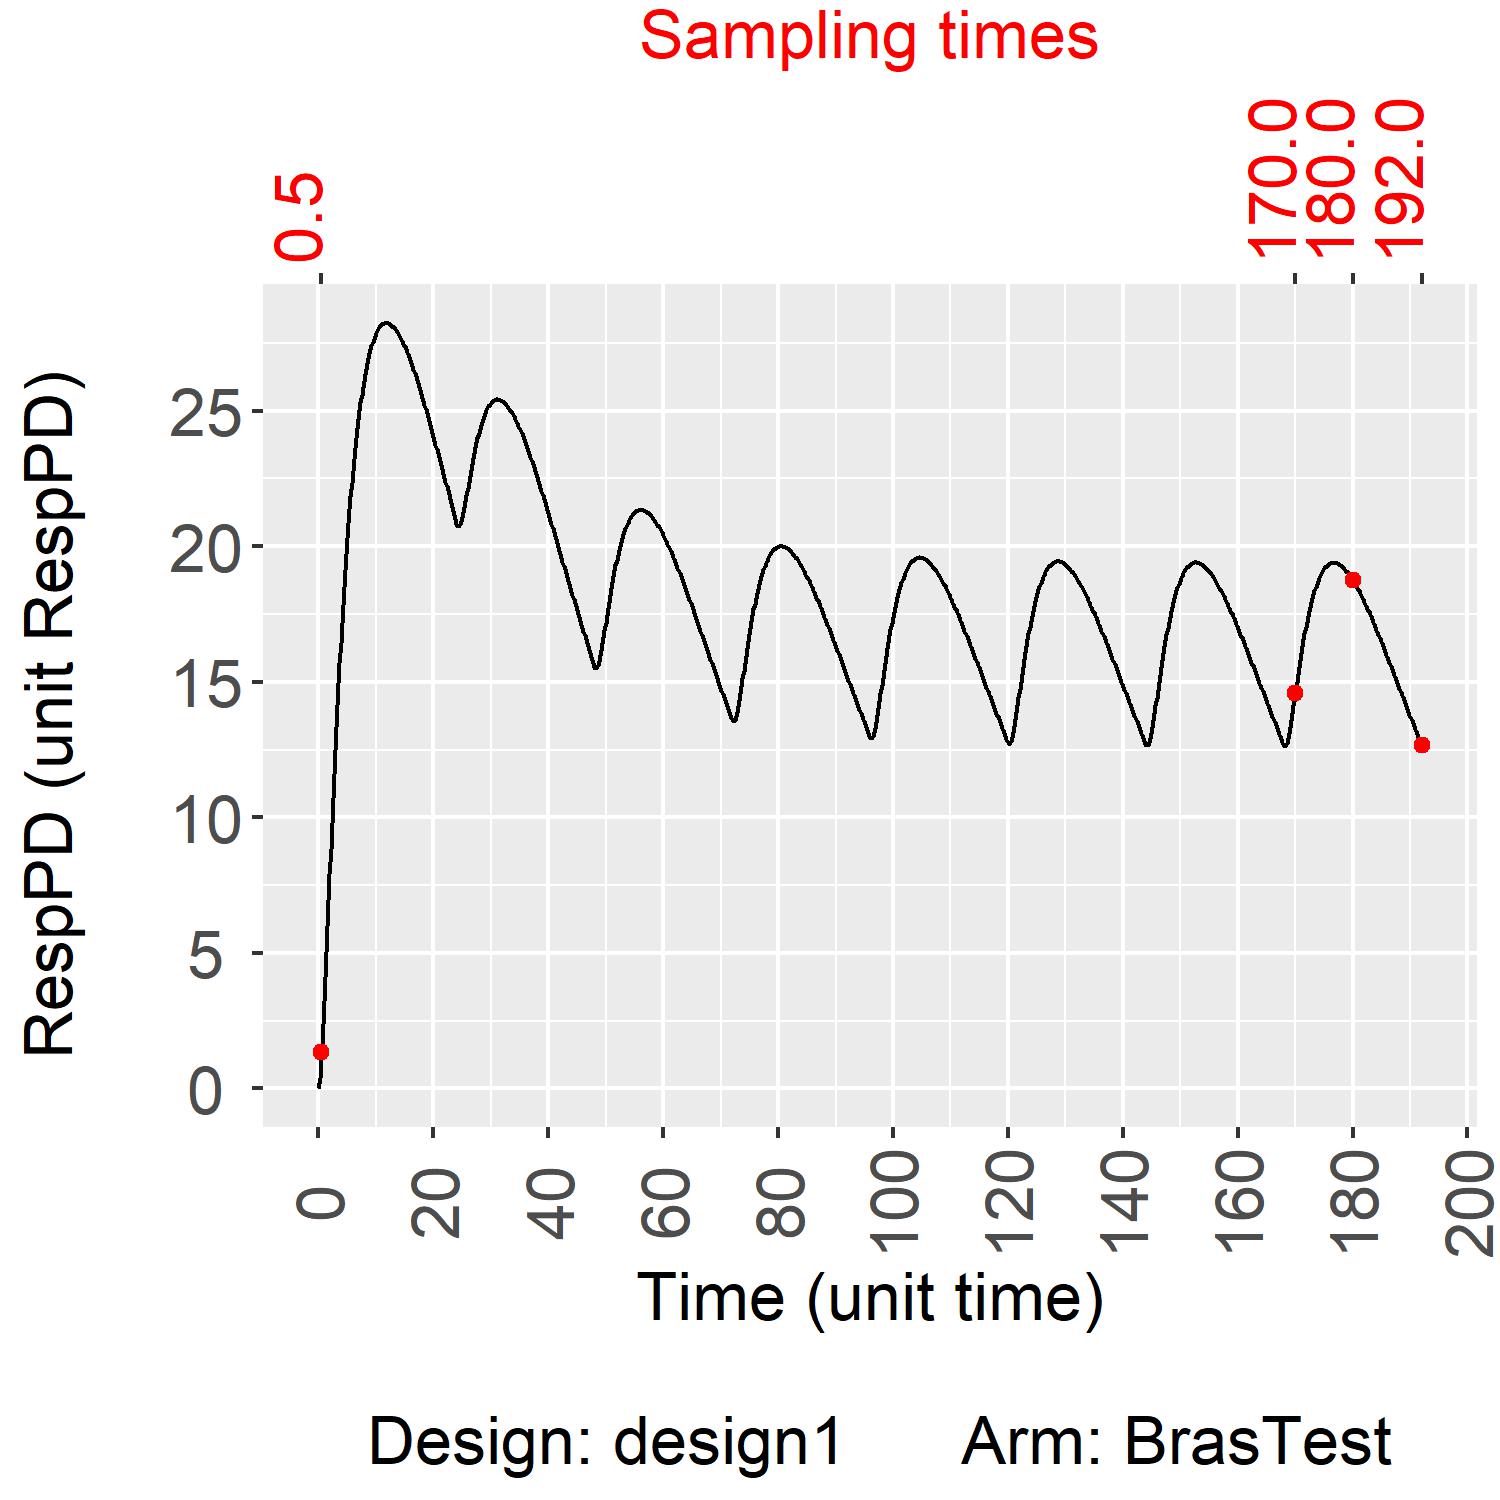 Sampling times
0.5 170.0 180.0 192.0
RespPD (unit RespPD)
25
20
15
10
5
0
0 20 40 60 80 100 120 140 160 180 200
Time (unit time)
Design: design1 Arm: BrasTest